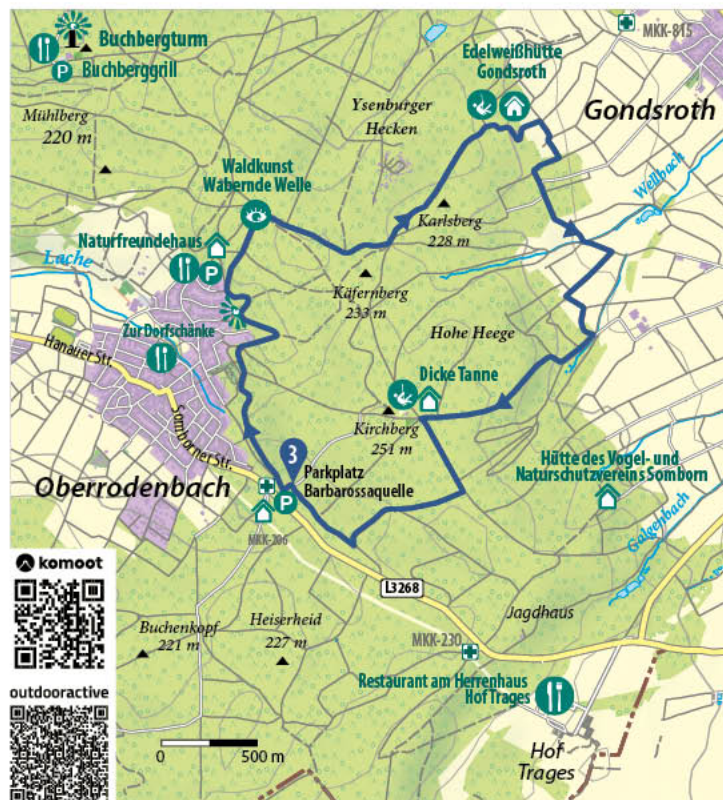 Buchbergturm
P
Buchberggrill
MKK-815
Edelweißhütte
Gondsroth
Gondsroth
Mühlberg
220 m
Ysenburger
Hecken
Waldkunst
Wabernde Welle
Wellbach
Karlsberg
228 m
Naturfreundehaus
P
Lache
Käfernberg
233 m
Zur Dorfschänke
Hohe Heege
Hanauer Str.
Somborner Str.
Dicke Tanne
Kirchberg
251 m
3
Parkplatz
Barbarossaquelle
P
Hütte des Vogel- und
Naturschutzvereins Somborn
Oberrodenbach
MKK-206
Galgenbach
komoot
L3268
Jagdhaus
Buchenkopf
221 m
Heiserheid
227 m
MKK-230
Restaurant am Herrenhaus
Hof Trages
outdooractive
0 500 m
Hof
Trages